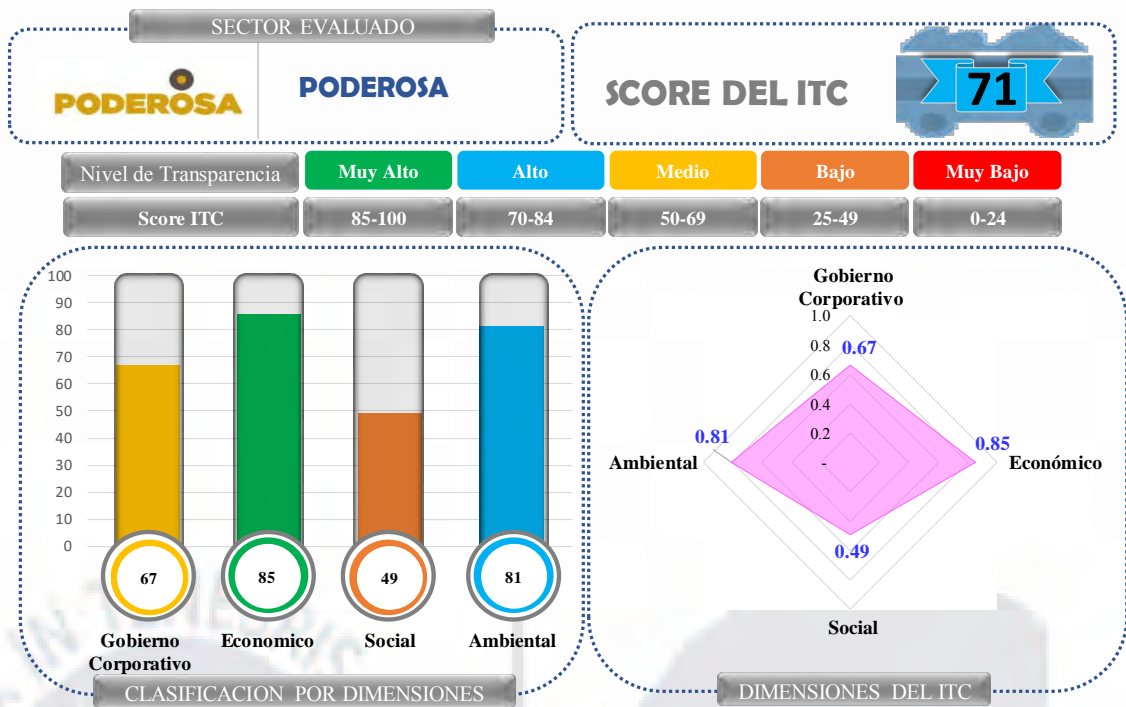 SECTOR EVALUADO
PODEROSA
PODEROSA
SCORE DEL ITC
71
Nivel de Transparencia Muy Alto Alto Medio Bajo Muy Bajo
Score ITC 85-100 70-84 50-69 25-49 0-24
100
90
80
70
60
50
40
30
20
10
0
67 85 49 81
Gobierno
Corporativo
Economico
Social
Ambiental
CLASIFICACION POR DIMENSIONES
Gobierno
Corporativo
1.0
0.8
0.67
0.6
0.4
0.2
-
0.81
Ambiental
0.85
Económico
0.49
Social
DIMENSIONES DEL ITC